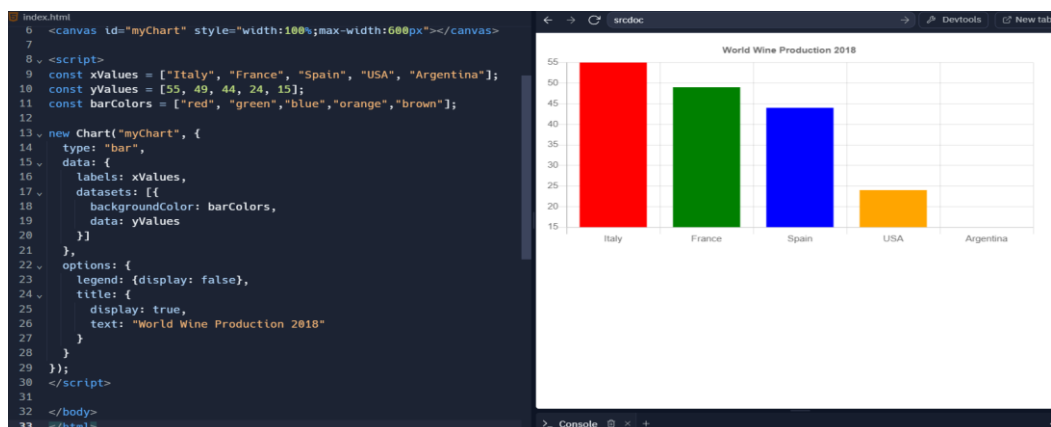 index.html
6 <canvas id="myChart" style="width:100%;max-width:600px"></canvas>
7
8 <script>
9 const xValues = ["Italy", "France", "Spain", "USA", "Argentina"];
10 const yValues = [55, 49, 44, 24, 15];
11 const barColors = ["red", "green","blue","orange","brown"];
12
13 new Chart("myChart", {
14 type: "bar",
15 data: {
16 labels: xValues,
17 datasets: [{
18 backgroundColor: barColors,
19 data: yValues
20 }]
21 },
22 options: {
23 legend: {display: false},
24 title: {
25 display: true,
26 text: "World Wine Production 2018"
27 }
28 }
29 });
30 </script>
31
32 </body>
33 </html>
srcdoc
Devtools
New tab
World Wine Production 2018
55
50
45
40
35
30
25
20
15
Italy France Spain USA Argentina
Console